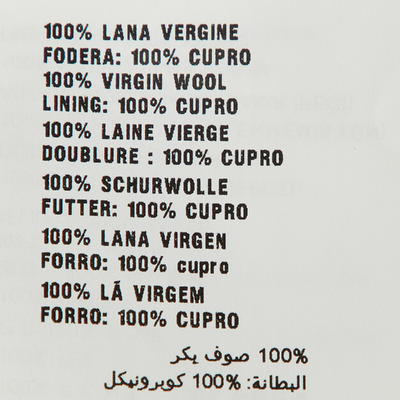 100% LANA VERGINE
FODERA: 100% CUPRO
100% VIRGIN WOOL
LINING: 100% CUPRO
100% LAINE VIERGE
DOUBLURE : 100% CUPRO
100% SCHURWOLLE
FUTTER: 100% CUPRO
100% LANA VIRGEN
FORRO: 100% cupro
100% LÃ VIRGEM
FORRO: 100% CUPRO
100% صوف يكر
البطانة: 100% كوبرونيكل